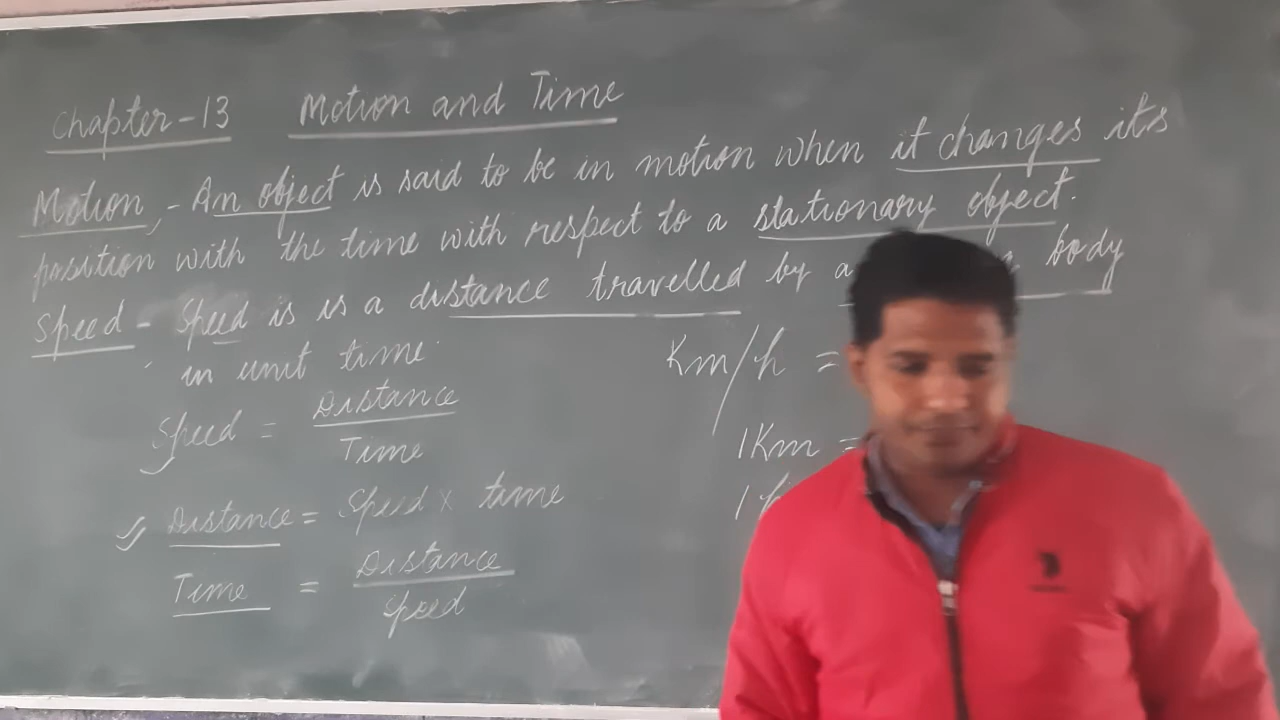 Chapter-13 Motion and Time
Motion,- An object is said to be in motion when it changes it's
position with the time with respect to a stationary object.
Speed - Speed is is a distance travelled by a body
in unit time
Km/h =
Speed = Distance
Time
1Km =
1h
Distance = Speed x time
Time = Distance
Speed